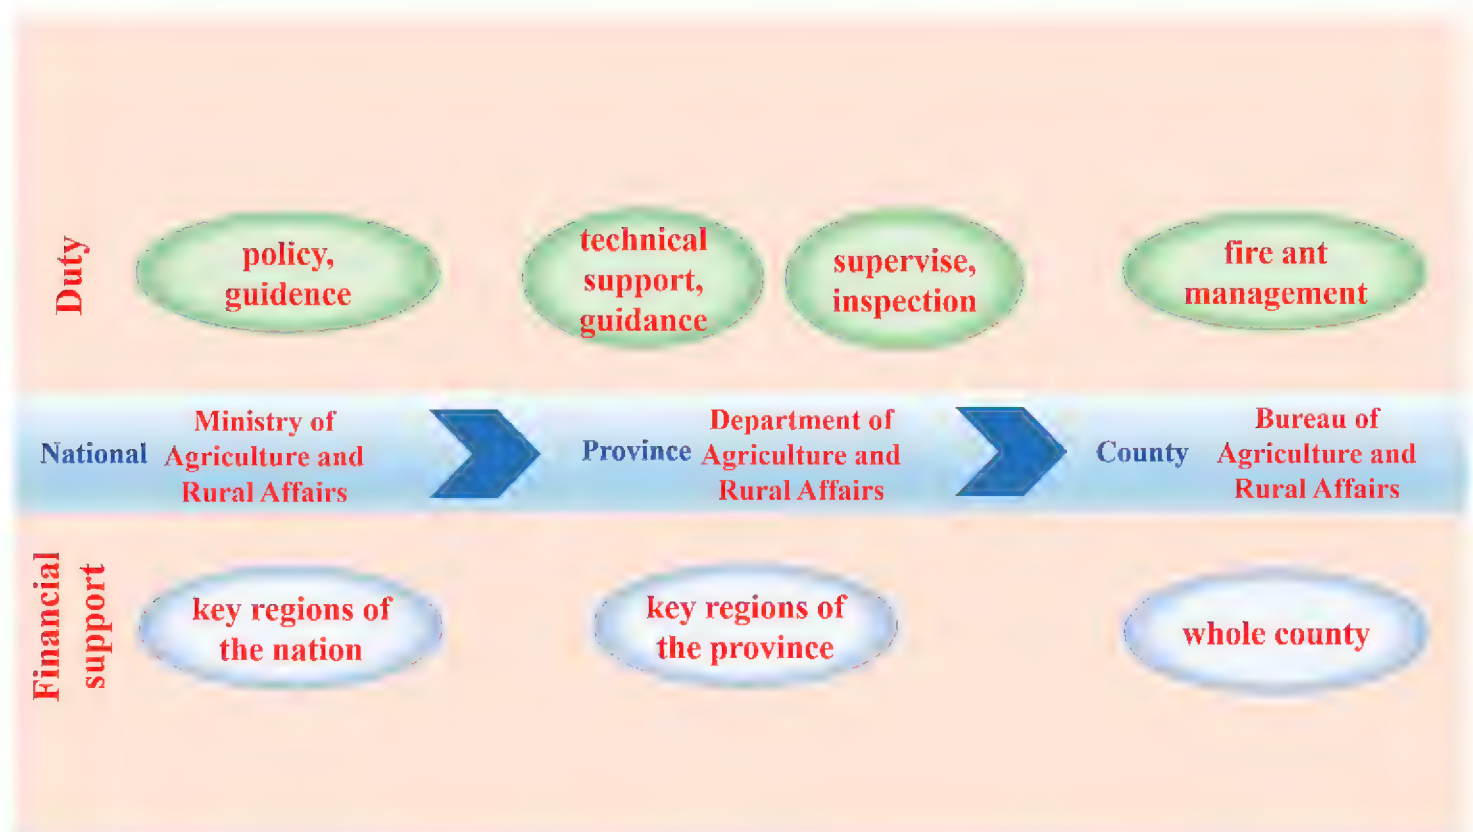 Duty
policy,
guidence
technical
support,
guidance
supervise,
inspection
fire ant
management
National
Ministry of
Agriculture and
Rural Affairs
Province
Department of
Agriculture and
Rural Affairs
County
Bureau of
Agriculture and
Rural Affairs
Financial
support
key regions of
the nation
key regions of
the province
whole county